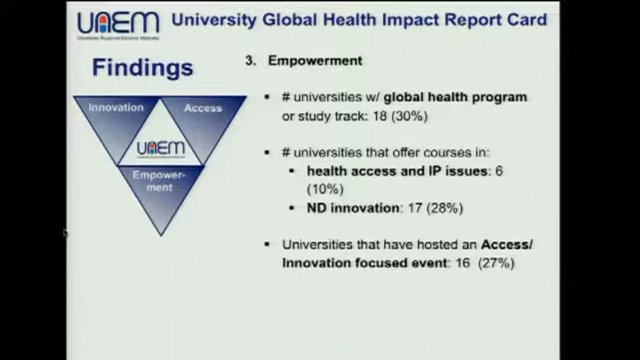 UAEM University Global Health Impact Report Card
Findings
3. Empowerment
Innovation
Access
UAEM
Empower-
ment
# universities w/ global health program
or study track: 18 (30%)
# universities that offer courses in:
health access and IP issues: 6
(10%)
ND innovation: 17 (28%)
Universities that have hosted an Access/
Innovation focused event: 16 (27%)